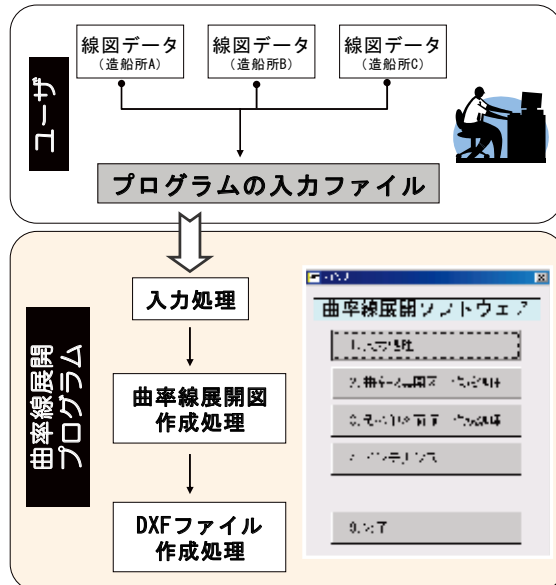 ユーザ
線図データ
(造船所A)
線図データ
(造船所B)
線図データ
(造船所C)
プログラムの入力ファイル
曲率線展開
プログラム
入力処理
曲率線展開図
作成処理
DXFファイル
作成処理
曲率線展開ソフトウェア
9.終了